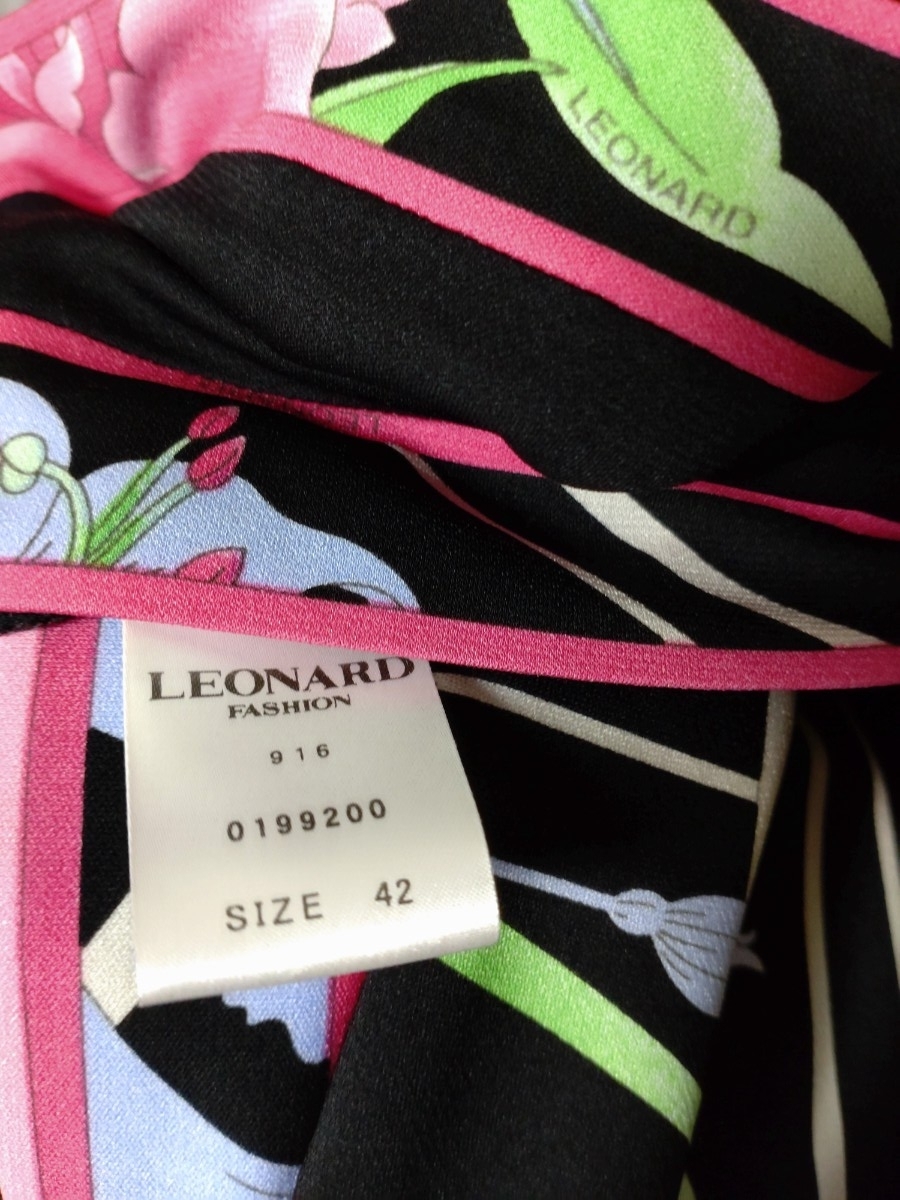 LEONARD
LEONARD
FASHION
916
0199200
SIZE 42